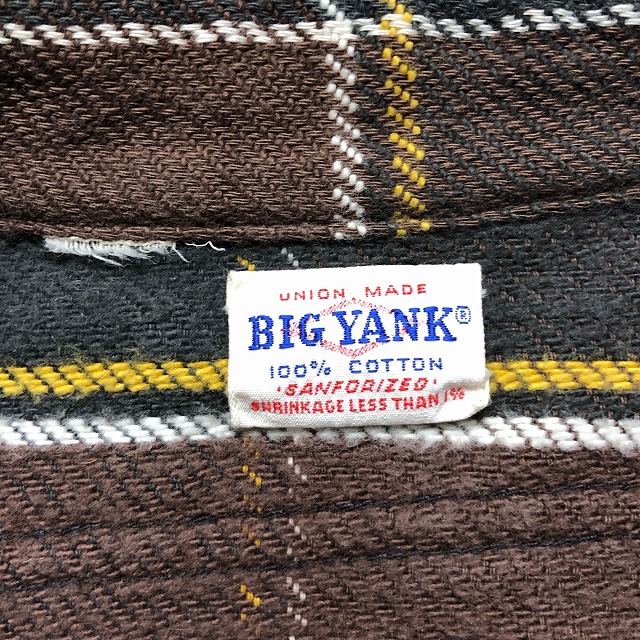 UNION MADE
BIG YANK®
100% COTTON
'SANFORIZED'
SHRINKAGE LESS THAN 1%